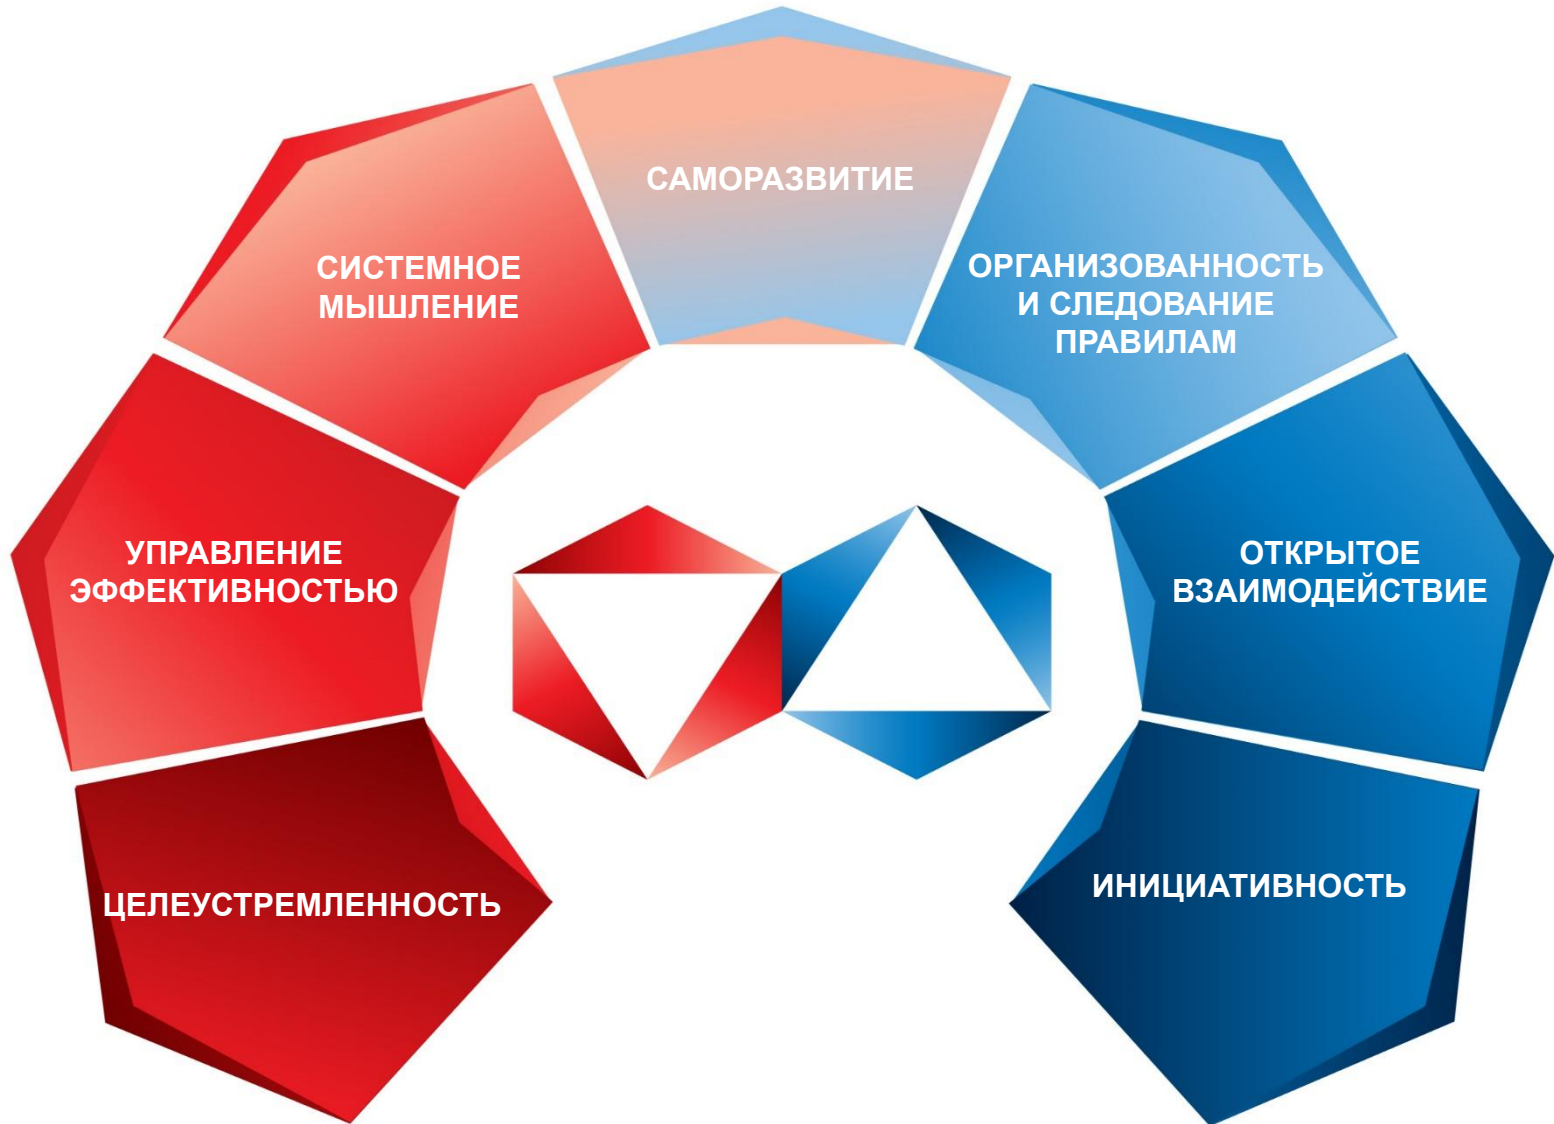 САМОРАЗВИТИЕ
СИСТЕМНОЕ
МЫШЛЕНИЕ
ОРГАНИЗОВАННОСТЬ
И СЛЕДОВАНИЕ
ПРАВИЛАМ
УПРАВЛЕНИЕ
ЭФФЕКТИВНОСТЬЮ
ОТКРЫТОЕ
ВЗАИМОДЕЙСТВИЕ
ЦЕЛЕУСТРЕМЛЕННОСТЬ
ИНИЦИАТИВНОСТЬ